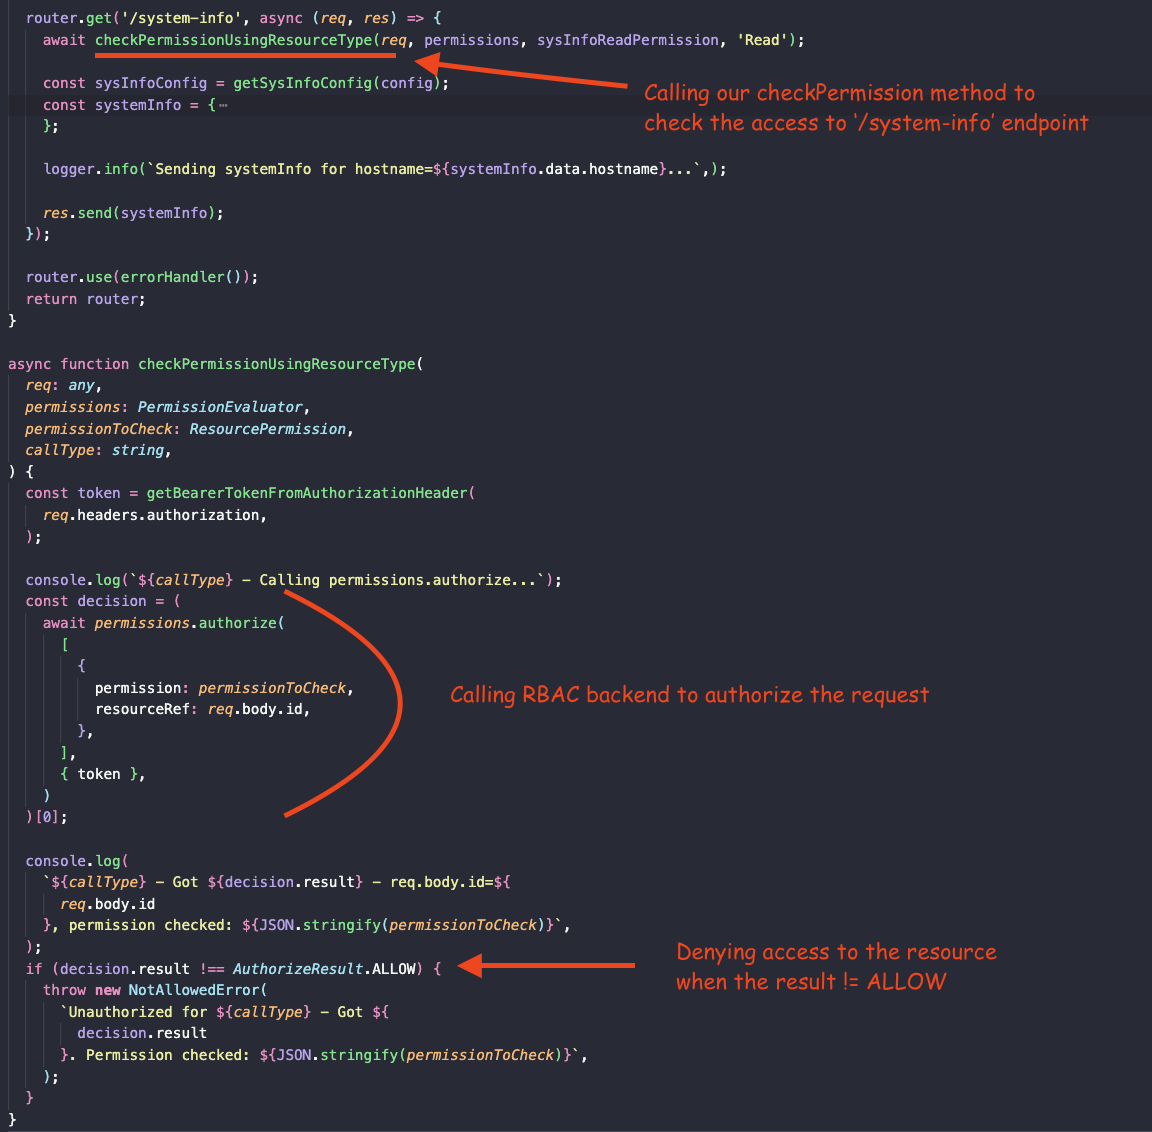 router.get('/system-info', async (req, res) => {
await checkPermissionUsingResourceType(req, permissions, sysInfoReadPermission, 'Read');
const sysInfoConfig = getSysInfoConfig(config);
Calling our checkPermission method to
const systemInfo = {⋯
check the access to '/system-info' endpoint
};
logger.info(`Sending systemInfo for hostname=${systemInfo.data.hostname}...`,);
res.send(systemInfo);
});
router.use(errorHandler());
return router;
}
async function checkPermissionUsingResourceType(
req: any,
permissions: PermissionEvaluator,
permissionToCheck: ResourcePermission,
callType: string,
) {
const token = getBearerTokenFromAuthorizationHeader(
req.headers.authorization,
);
console.log(`${callType} – Calling permissions.authorize...`);
const decision = (
await permissions.authorize(
[
{
permission: permissionToCheck,
Calling RBAC backend to authorize the request
resourceRef: req.body.id,
},
],
{ token },
)
)[0];
console.log(
`${callType} – Got ${decision.result} – req.body.id=${
req.body.id
}, permission checked: ${JSON.stringify(permissionToCheck)}`,
);
Denying access to the resource
if (decision.result !== AuthorizeResult.ALLOW) {
when the result != ALLOW
throw new NotAllowedError(
`Unauthorized for ${callType} – Got ${
decision.result
}. Permission checked: ${JSON.stringify(permissionToCheck)}`,
);
}
}